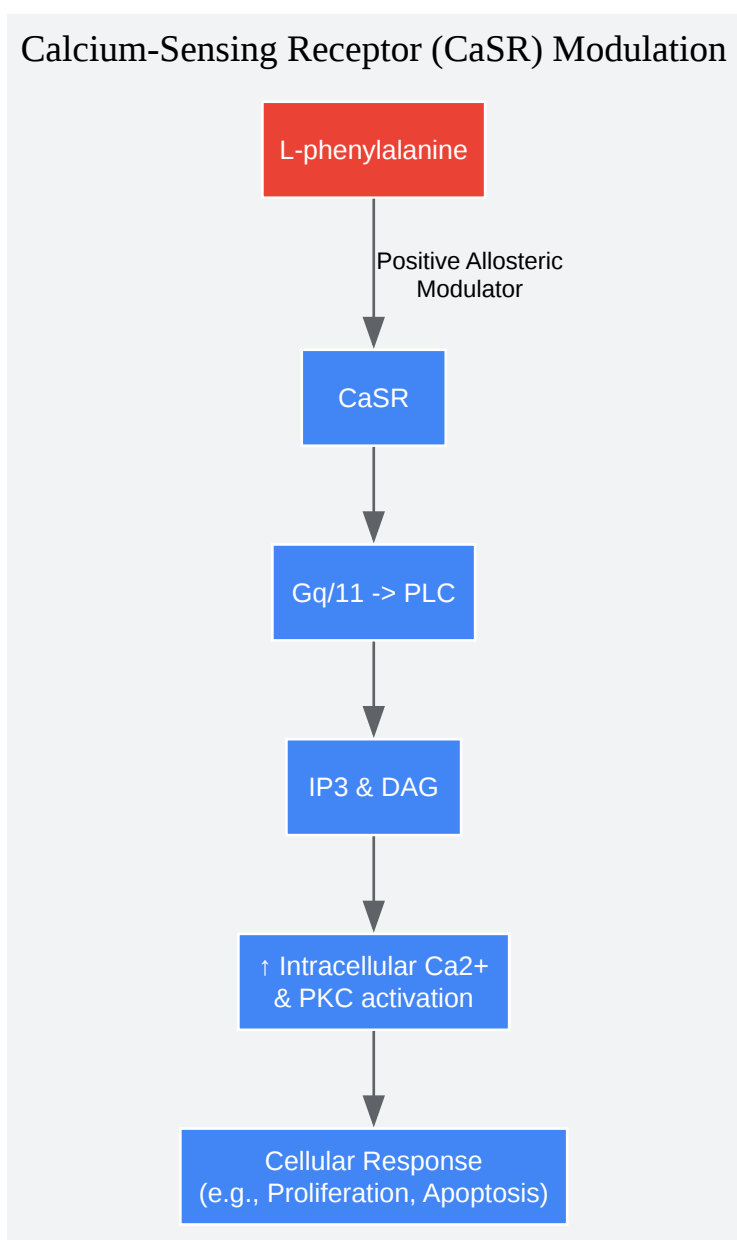 Calcium-Sensing Receptor (CaSR) Modulation
L-phenylalanine
Positive Allosteric
Modulator
CaSR
Gq/11 -> PLC
IP3 & DAG
↑ Intracellular Ca2+
& PKC activation
Cellular Response
(e.g., Proliferation, Apoptosis)